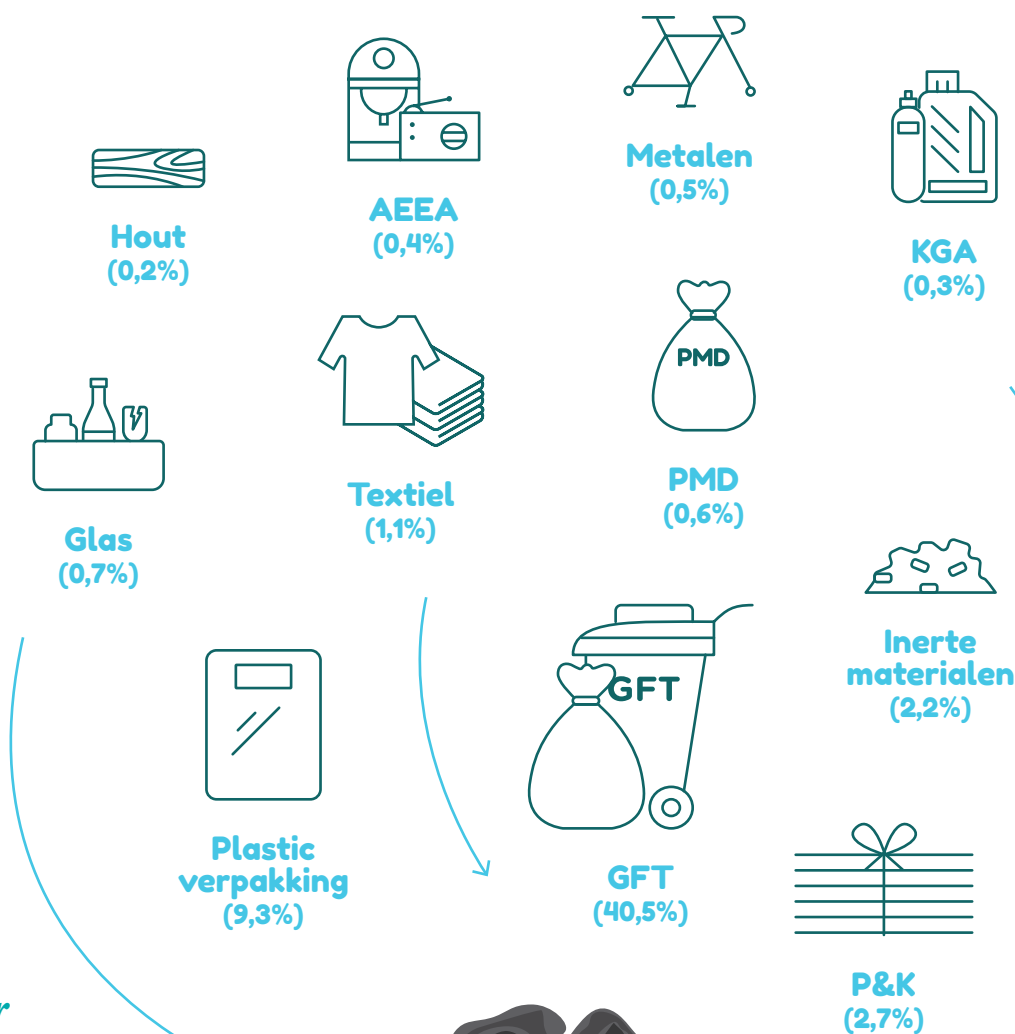 Metalen
(0,5%)
AEEA
(0,4%)
Hout
(0,2%)
KGA
(0,3%)
PMD
PMD
(0,6%)
Textiel
(1,1%)
Glas
(0,7%)
Inerte
materialen
(2,2%)
GFT
GFT
(40,5%)
Plastic
verpakking
(9,3%)
P&K
(2,7%)